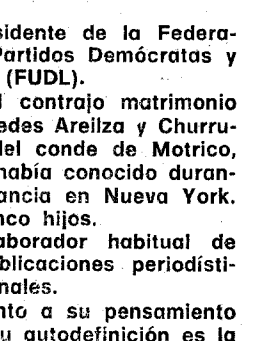 sidente de la Federa-
Partidos Demócratas y
(FUDL).
l contrajo matrimonio
edes Areilza y Churru-
del conde de Motrico,
había conocido duran-
ancia en Nueva York.
nco hijos.
aborador habitual de
blicaciones periodísti-
nales.
nto a su pensamiento
u autodefinición es la